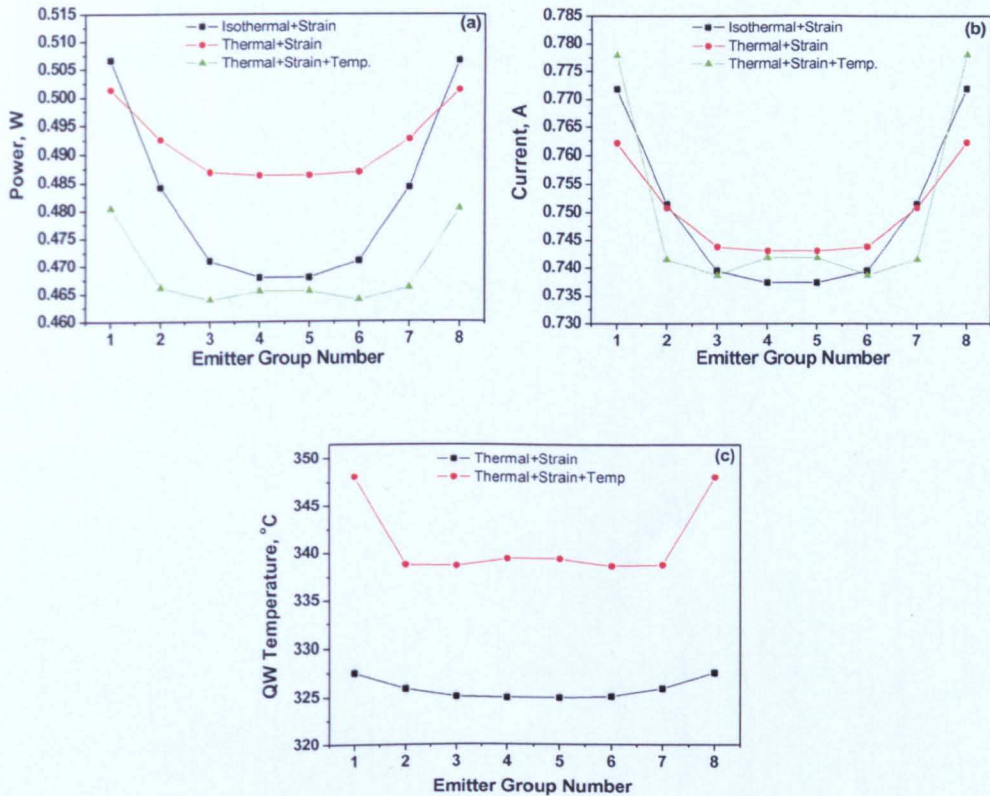 (a)
Isothermal+Strain
Thermal+Strain
Thermal+Strain+Temp.
0.515
0.510
0.505
0.500
0.495
0.490
0.485
0.480
0.475
0.470
0.465
0.460
Power, W
1 2 3 4 5 6 7 8
Emitter Group Number
(b)
Isothermal+Strain
Thermal+Strain
Thermal+Strain+Temp.
0.785
0.780
0.775
0.770
0.765
0.760
0.755
0.750
0.745
0.740
0.735
0.730
Current, A
1 2 3 4 5 6 7 8
Emitter Group Number
(c)
Thermal+Strain
Thermal+Strain+Temp
350
345
340
335
330
325
320
QW Temperature, °C
1 2 3 4 5 6 7 8
Emitter Group Number